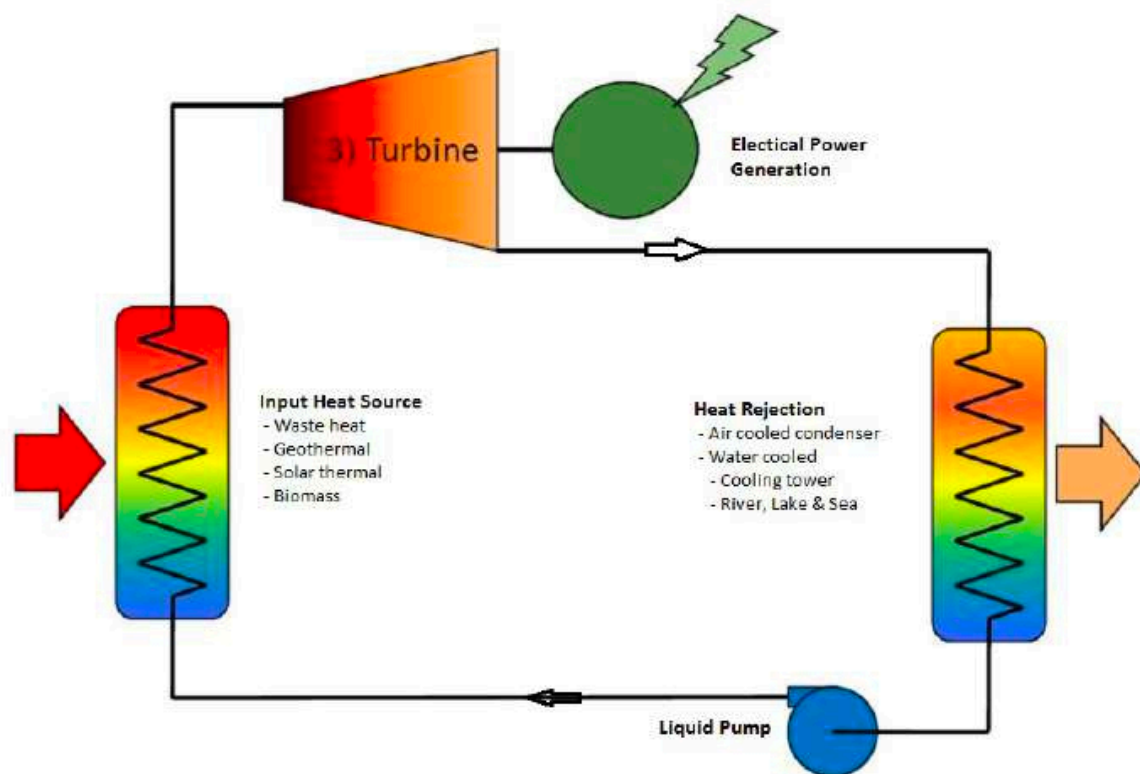 3) Turbine
Electical Power
Generation
Input Heat Source
- Waste heat
- Geothermal
- Solar thermal
- Biomass
Heat Rejection
- Air cooled condenser
- Water cooled
- Cooling tower
- River, Lake & Sea
Liquid Pump